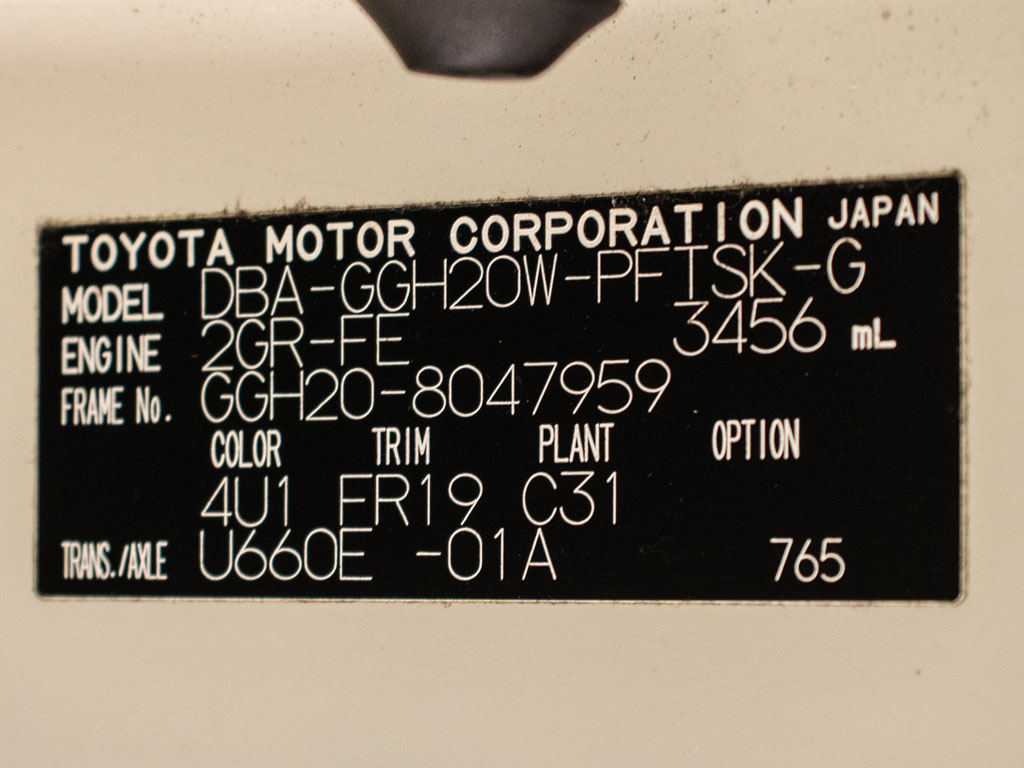 TOYOTA MOTOR CORPORATION JAPAN
MODEL DBA-GGH20W-PFTSK-G
ENGINE 2GR-FE 3456 mL
FRAME No. GGH20-8047959
COLOR TRIM PLANT OPTION
4U1 FR19 C31
TRANS./AXLE U660E -01A 765